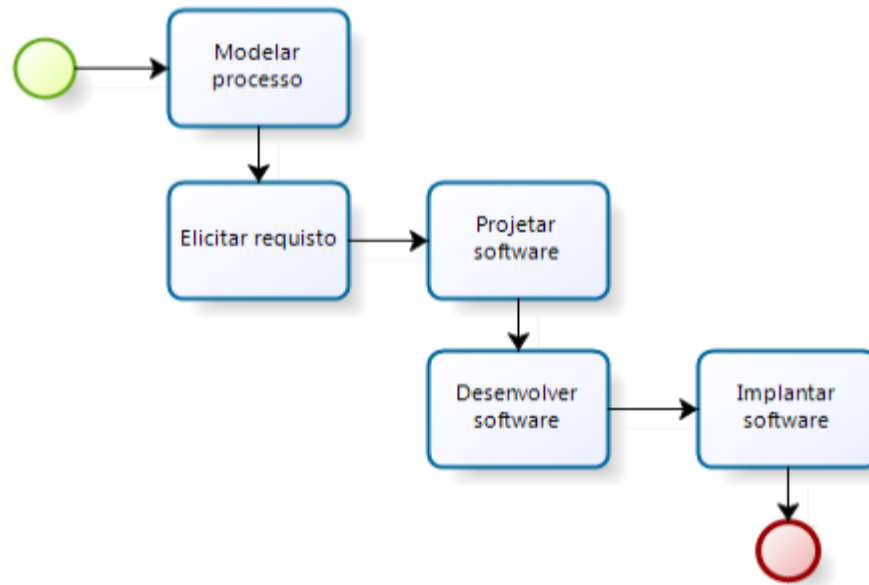 Modelar
processo
Elicitar requisto
Projetar
software
Desenvolver
software
Implantar
software